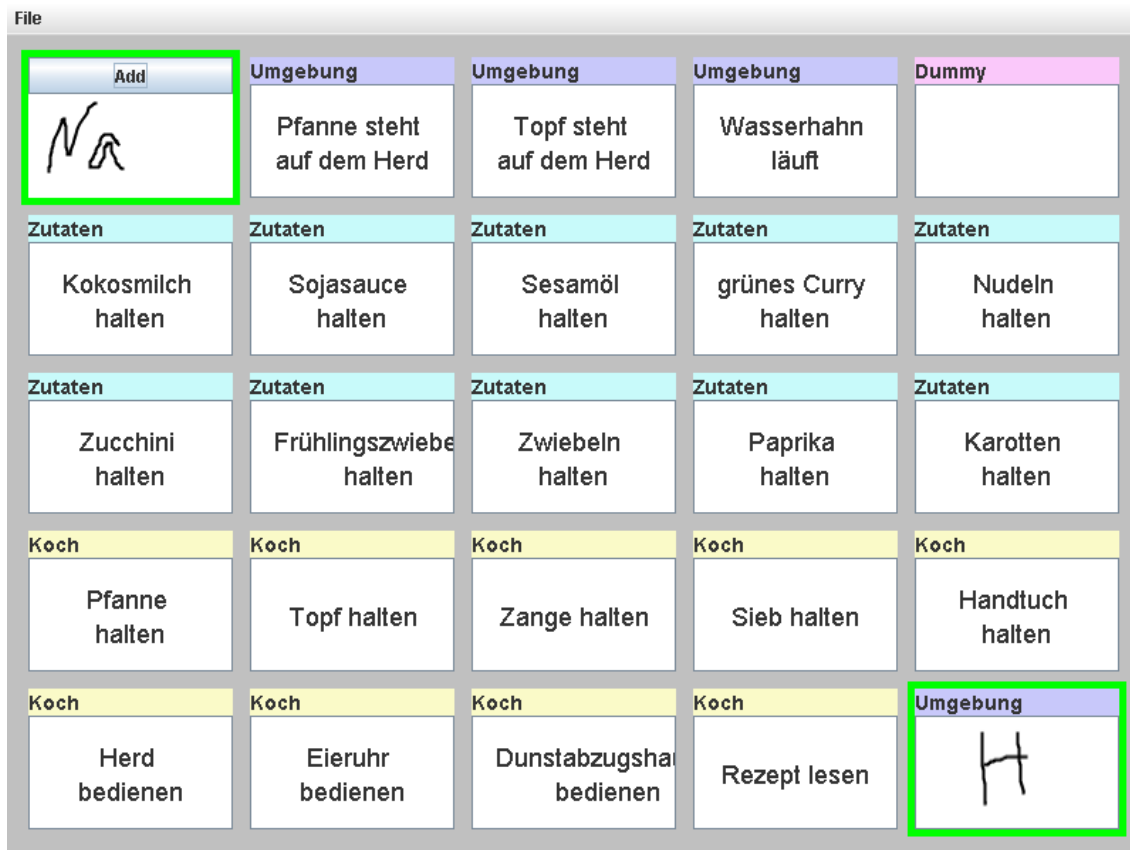 File
Add
Umgebung
Umgebung
Umgebung
Dummy
Pfanne steht
auf dem Herd
Topf steht
auf dem Herd
Wasserhahn
läuft
Zutaten
Zutaten
Zutaten
Zutaten
Zutaten
Kokosmilch
halten
Sojasauce
halten
Sesamöl
halten
grünes Curry
halten
Nudeln
halten
Zutaten
Zutaten
Zutaten
Zutaten
Zutaten
Zucchini
halten
Frühlingszwiebe
halten
Zwiebeln
halten
Paprika
halten
Karotten
halten
Koch
Koch
Koch
Koch
Koch
Pfanne
halten
Topf halten
Zange halten
Sieb halten
Handtuch
halten
Koch
Koch
Koch
Koch
Umgebung
Herd
bedienen
Eieruhr
bedienen
Dunstabzugsha
bedienen
Rezept lesen
H